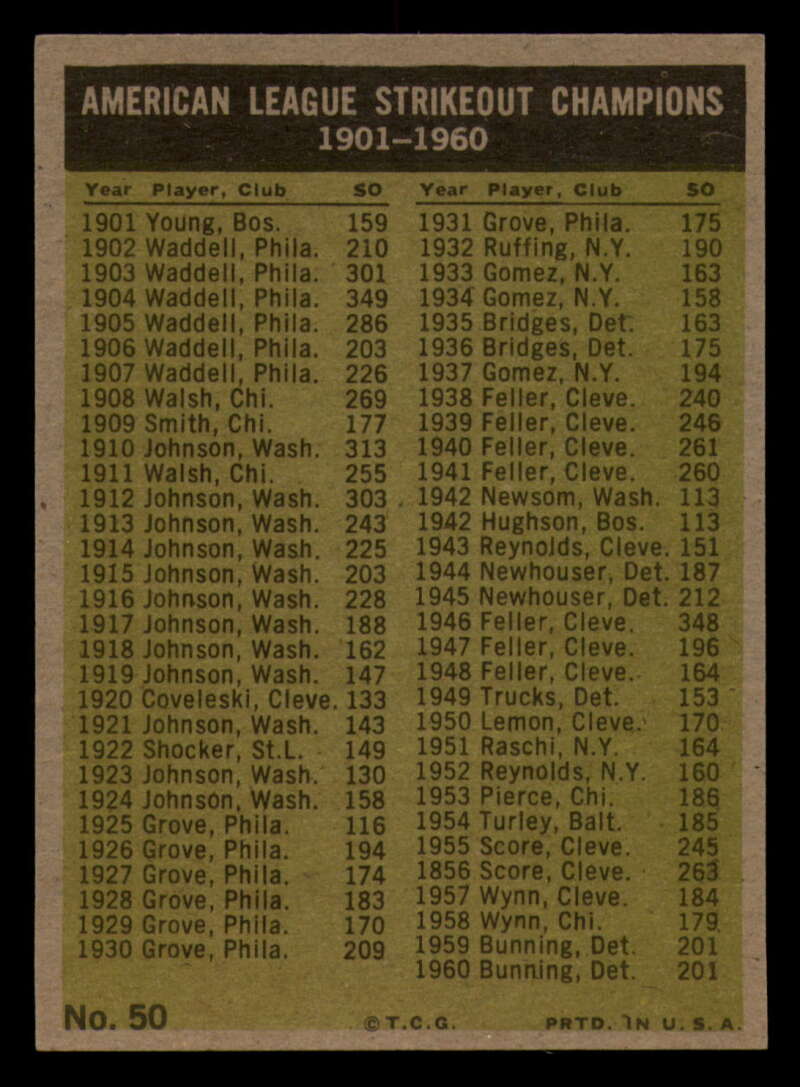 AMERICAN LEAGUE STRIKEOUT CHAMPIONS
1901–1960
Year Player, Club SO
1901 Young, Bos. 159
1902 Waddell, Phila. 210
1903 Waddell, Phila. 301
1904 Waddell, Phila. 349
1905 Waddell, Phila. 286
1906 Waddell, Phila. 203
1907 Waddell, Phila. 226
1908 Walsh, Chi. 269
1909 Smith, Chi. 177
1910 Johnson, Wash. 313
1911 Walsh, Chi. 255
1912 Johnson, Wash. 303
1913 Johnson, Wash. 243
1914 Johnson, Wash. 225
1915 Johnson, Wash. 203
1916 Johnson, Wash. 228
1917 Johnson, Wash. 188
1918 Johnson, Wash. 162
1919 Johnson, Wash. 147
1920 Coveleski, Cleve. 133
1921 Johnson, Wash. 143
1922 Shocker, St.L. 149
1923 Johnson, Wash. 130
1924 Johnson, Wash. 158
1925 Grove, Phila. 116
1926 Grove, Phila. 194
1927 Grove, Phila. 174
1928 Grove, Phila. 183
1929 Grove, Phila. 170
1930 Grove, Phila. 209
Year Player, Club SO
1931 Grove, Phila. 175
1932 Ruffing, N.Y. 190
1933 Gomez, N.Y. 163
1934 Gomez, N.Y. 158
1935 Bridges, Det. 163
1936 Bridges, Det. 175
1937 Gomez, N.Y. 194
1938 Feller, Cleve. 240
1939 Feller, Cleve. 246
1940 Feller, Cleve. 261
1941 Feller, Cleve. 260
1942 Newsom, Wash. 113
1942 Hughson, Bos. 113
1943 Reynolds, Cleve. 151
1944 Newhouser, Det. 187
1945 Newhouser, Det. 212
1946 Feller, Cleve. 348
1947 Feller, Cleve. 196
1948 Feller, Cleve. 164
1949 Trucks, Det. 153
1950 Lemon, Cleve. 170
1951 Raschi, N.Y. 164
1952 Reynolds, N.Y. 160
1953 Pierce, Chi. 186
1954 Turley, Balt. 185
1955 Score, Cleve. 245
1856 Score, Cleve. 263
1957 Wynn, Cleve. 184
1958 Wynn, Chi. 179
1959 Bunning, Det. 201
1960 Bunning, Det. 201
No. 50 © T.C.G. PRTD. IN U. S. A.